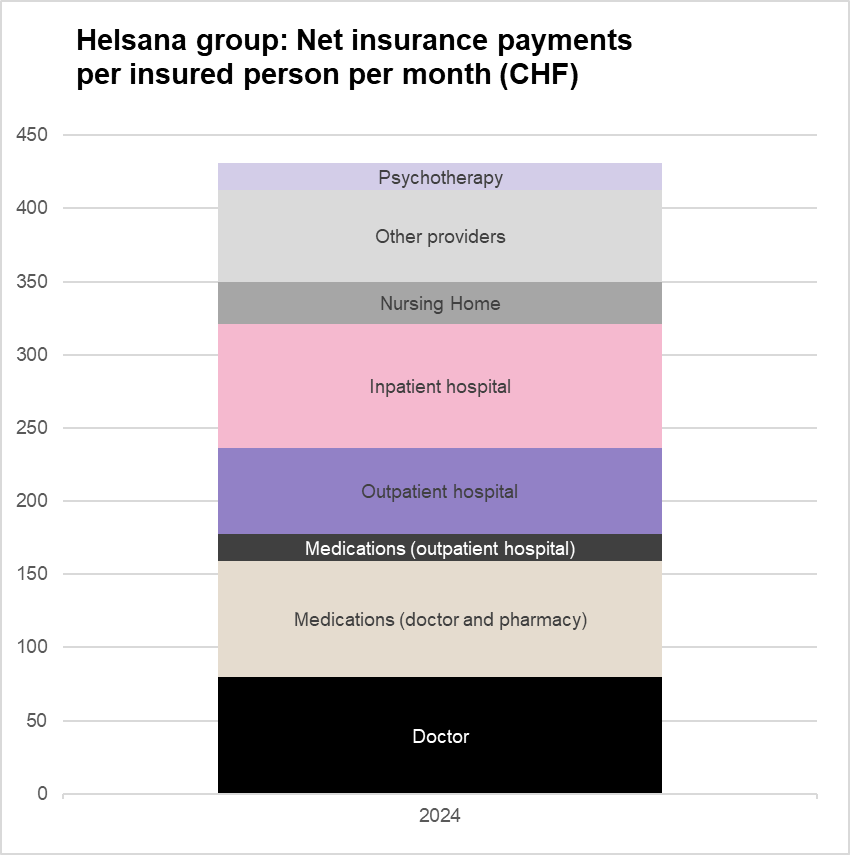 Helsana group: Net insurance payments
per insured person per month (CHF)
450
400
350
300
250
200
150
100
50
0
Psychotherapy
Other providers
Nursing Home
Inpatient hospital
Outpatient hospital
Medications (outpatient hospital)
Medications (doctor and pharmacy)
Doctor
2024